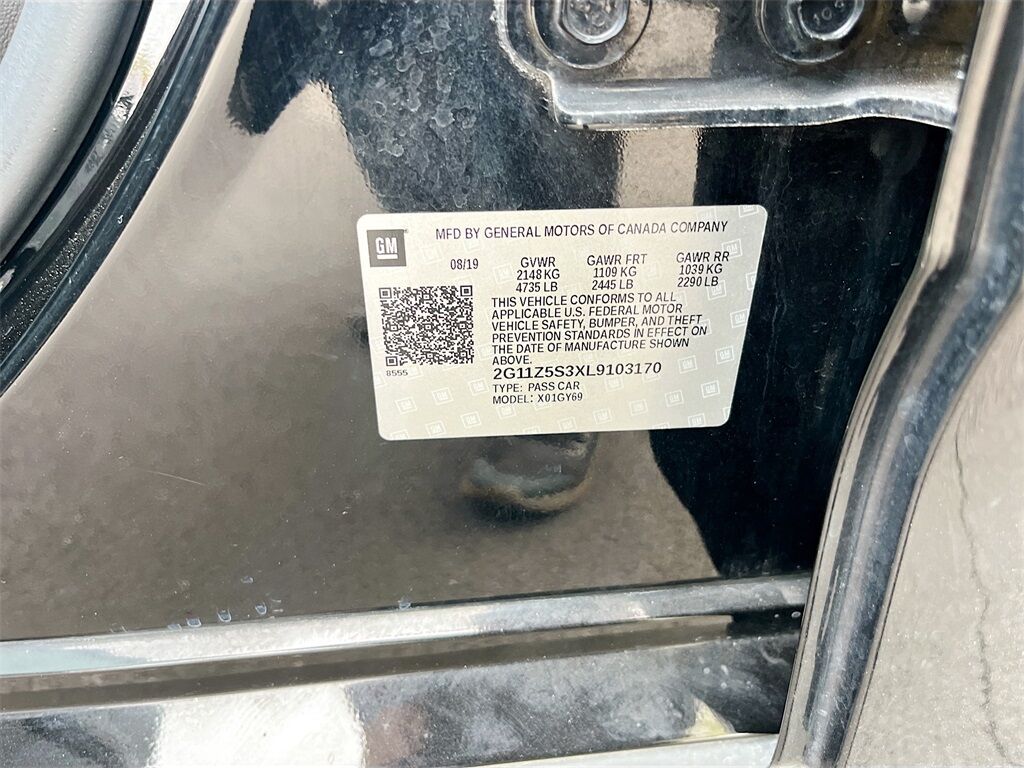 GM
MFD BY GENERAL MOTORS OF CANADA COMPANY
08/19 GVWR GAWR FRT GAWR RR
2148 KG 1109 KG 1039 KG
4735 LB 2445 LB 2290 LB
THIS VEHICLE CONFORMS TO ALL
APPLICABLE U.S. FEDERAL MOTOR
VEHICLE SAFETY, BUMPER, AND THEFT
PREVENTION STANDARDS IN EFFECT ON
THE DATE OF MANUFACTURE SHOWN
ABOVE.
8555
2G11Z5S3XL9103170
TYPE: PASS CAR
MODEL: X01GY69